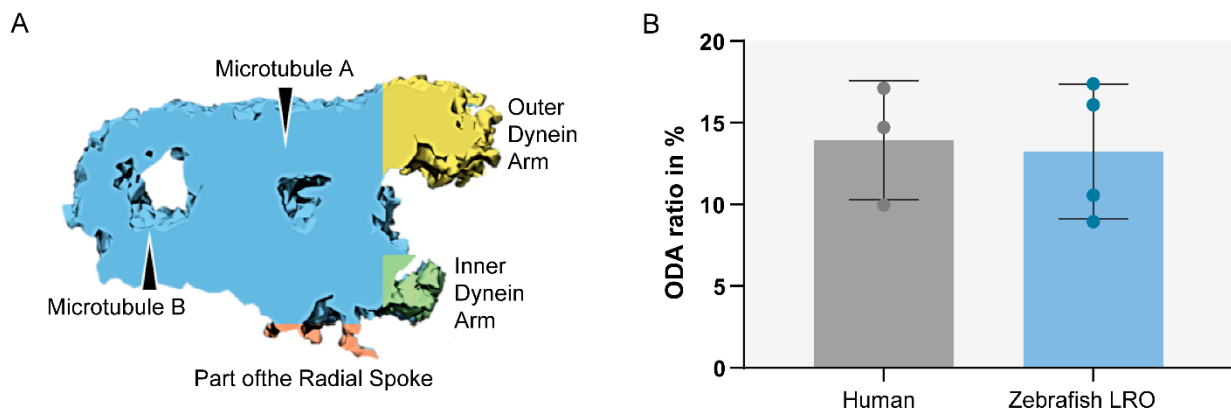 A
Microtubule A
Outer
Dynein
Arm
Inner
Dynein
Arm
Microtubule B
Part ofthe Radial Spoke
B
ODA ratio in %
20
15
10
5
0
Human
Zebrafish LRO